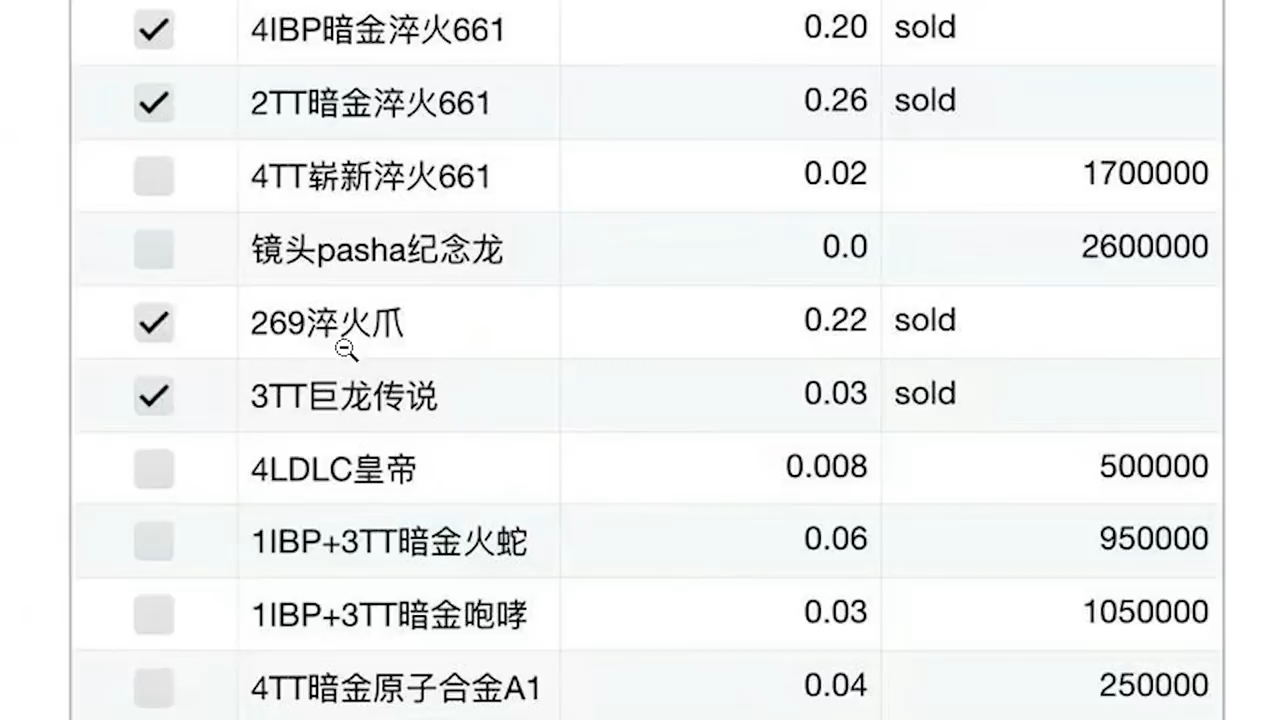 4IBP暗金淬火661 0.20 sold
2TT暗金淬火661 0.26 sold
4TT崭新淬火661 0.02 1700000
镜头pasha纪念龙 0.0 2600000
269淬火爪 0.22 sold
3TT巨龙传说 0.03 sold
4LDLC皇帝 0.008 500000
1IBP+3TT暗金火蛇 0.06 950000
1IBP+3TT暗金咆哮 0.03 1050000
4TT暗金原子合金A1 0.04 250000